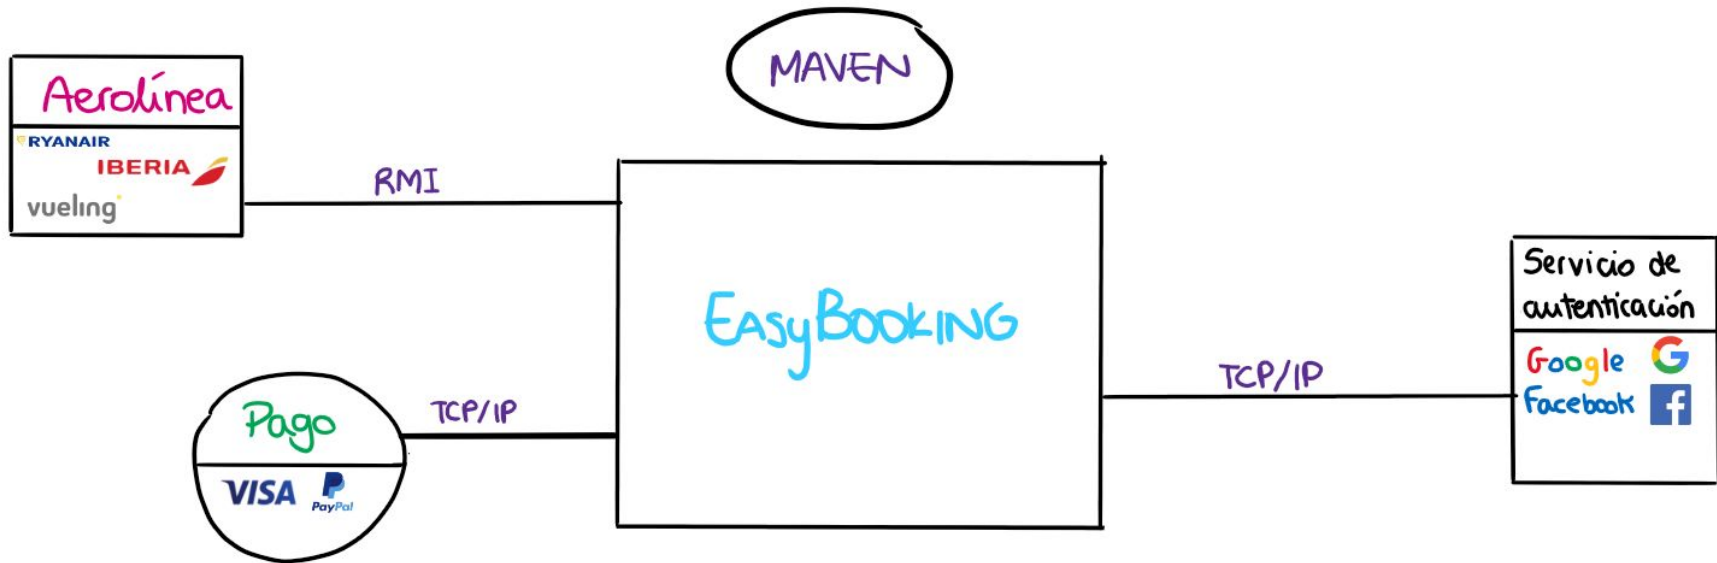 MAVEN
Aerolínea
RYANAIR
IBERIA
vueling
RMI
EasyBOOKING
Pago
VISA
PayPal
TCP/IP
TCP/IP
Servicio de
autenticación
Google G
Facebook f